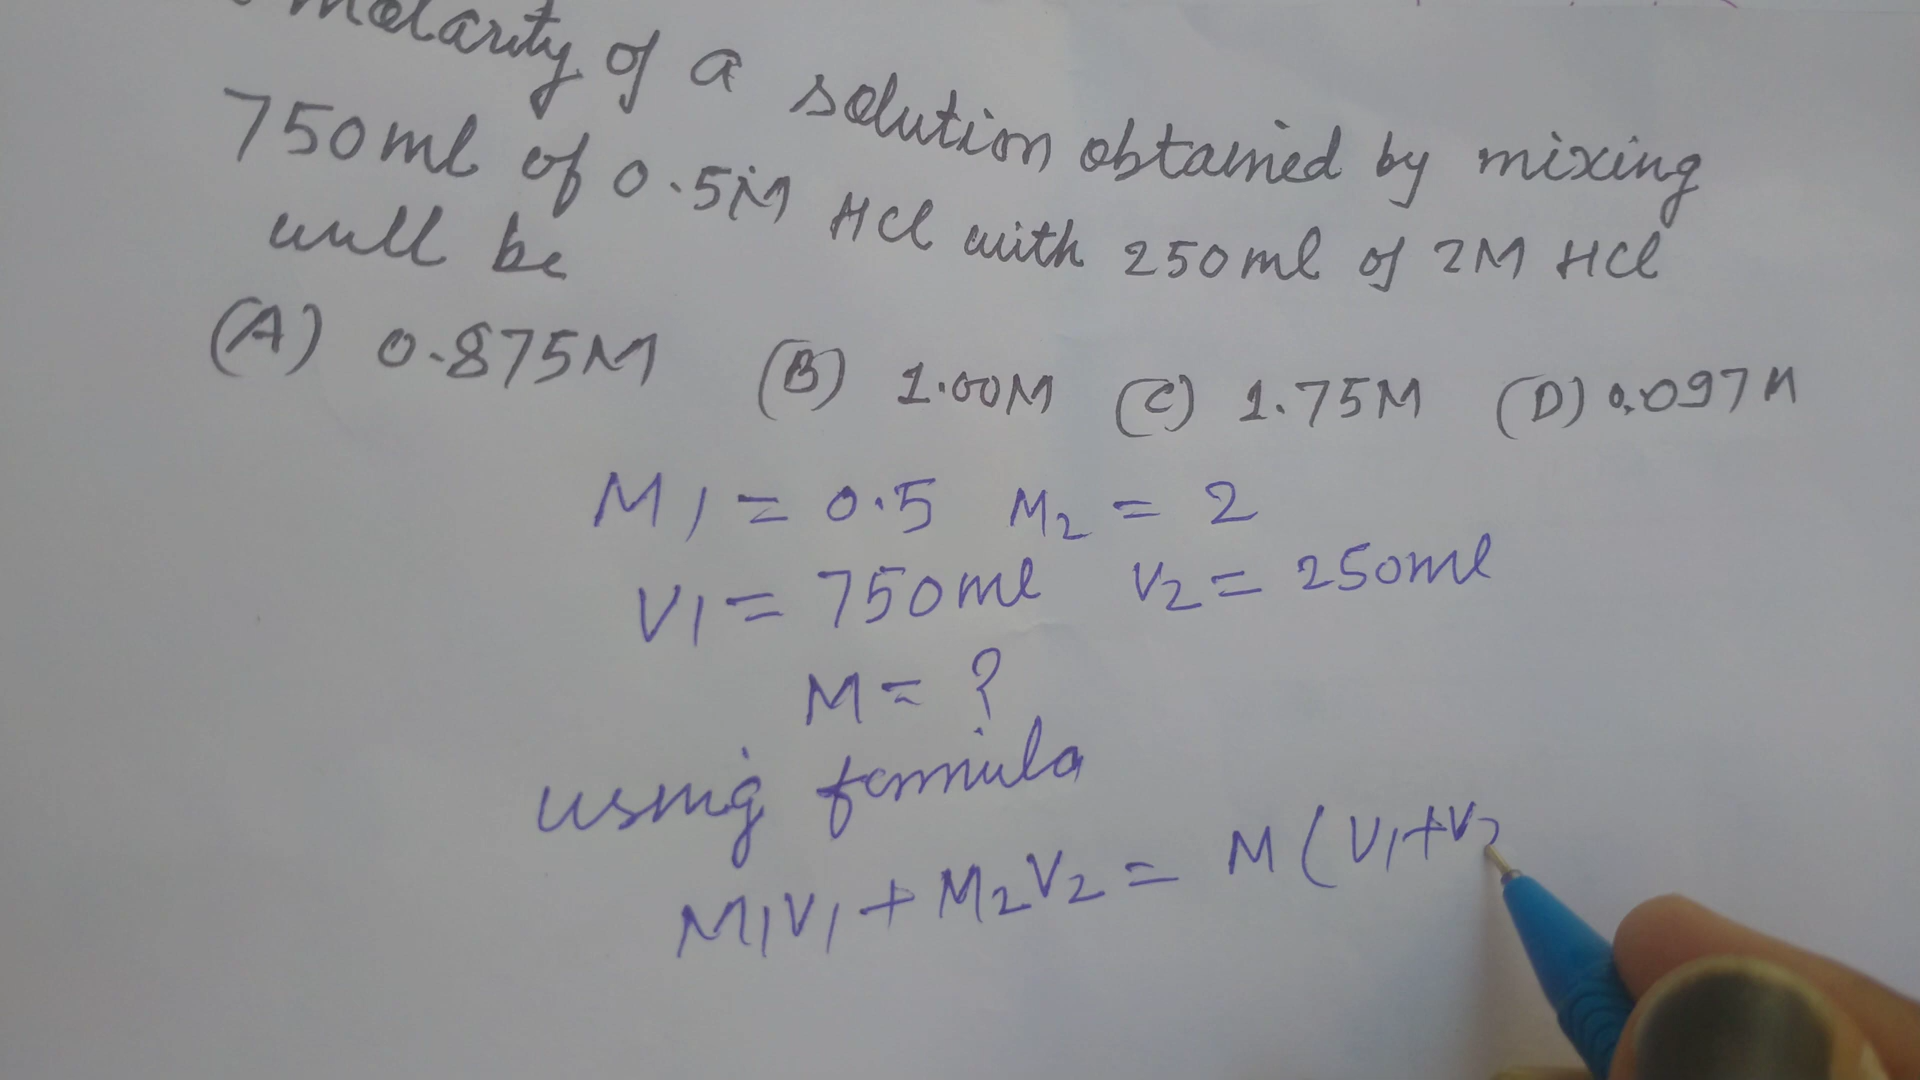 molarity of a solution obtained by mixing
750ml of 0.5M HCl with 250ml of 2M HCl
will be
(A) 0.875M (B) 1.00M (C) 1.75M (D) 0.097M
M1 = 0.5 M2 = 2
V1 = 750ml V2 = 250ml
M = ?
using formula
M1V1 + M2V2 = M(V1+V2